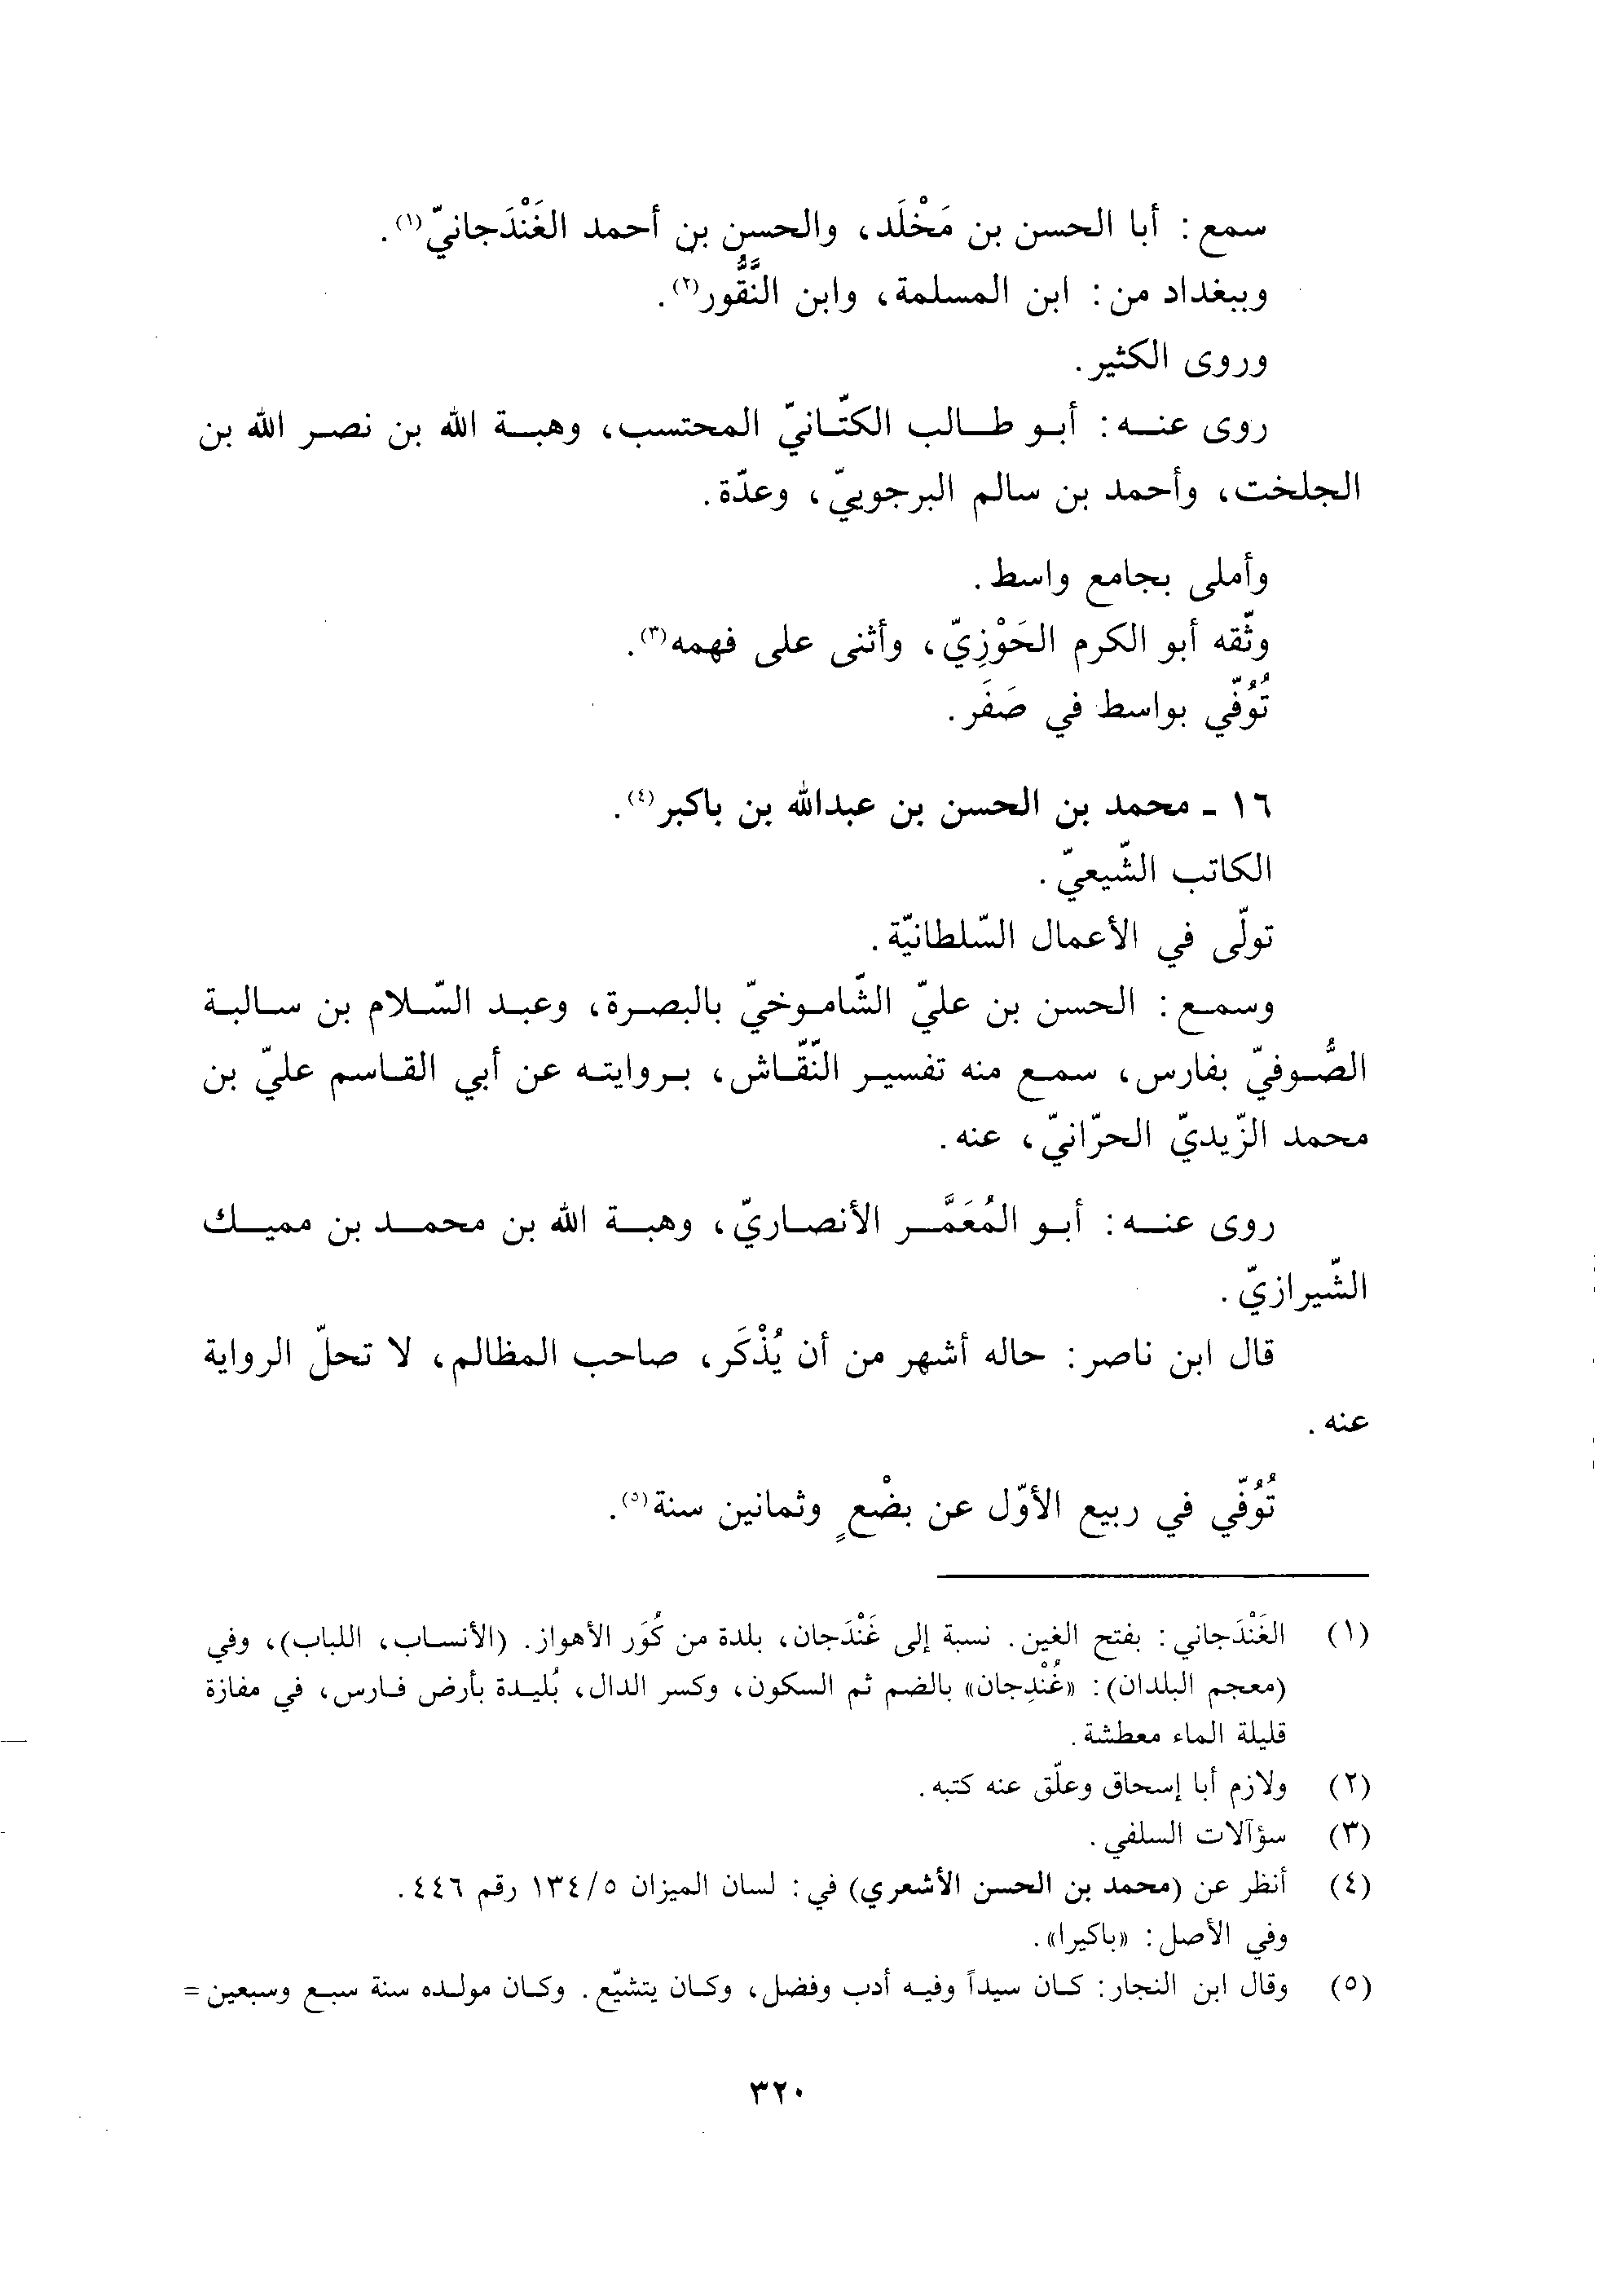 سمع: أبا الحسن بن مَخْلَد، والحسن بن أحمد الغَنْدَجانيّ(١).
وببغداد من: ابن المسلمة، وابن النَّقُّور(٢).
وروى الكثير.
روى عنه: أبو طالب الكتّانيّ المحتسب، وهبة الله بن نصر الله بن
الجلخت، وأحمد بن سالم البرجونيّ، وعدّة.
وأملى بجامع واسط.
وثّقه أبو الكرم الحَوْزِيّ، وأثنى على فهمه(٣).
تُوُفّي بواسط في صَفَر.
١٦ ـ محمد بن الحسن بن عبدالله بن باكير(٤).
الكاتب الشّيعيّ.
تولّى في الأعمال السّلطانيّة.
وسمع: الحسن بن عليّ الشّاموخيّ بالبصرة، وعبد السّلام بن سالبة
الصُّوفيّ بفارس، سمع منه تفسير النّقّاش، بروايته عن أبي القاسم عليّ بن
محمد الزّيديّ الحرّانيّ، عنه.
روى عنه: أبو المُعَمَّر الأنصاريّ، وهبة الله بن محمد بن مميك
الشّيرازيّ.
قال ابن ناصر: حاله أشهر من أن يُذْكَر، صاحب المظالم، لا تحلّ الرواية
عنه.
تُوُفّي في ربيع الأوّل عن بضْعٍ وثمانين سنة(٥).
(١) الغَنْدَجاني: بفتح الغين. نسبة إلى غَنْدَجان، بلدة من كُوَر الأهواز. (الأنساب، اللباب)، وفي
(معجم البلدان): «غُنْدِجان» بالضم ثم السكون، وكسر الدال، بُليدة بأرض فارس، في مفازة
قليلة الماء معطشة.
(٢) ولازم أبا إسحاق وعلّق عنه كتبه.
(٣) سؤآلات السلفي.
(٤) أنظر عن (محمد بن الحسن الأشعري) في: لسان الميزان ١٣٤/٥ رقم ٤٤٦.
وفي الأصل: «باكيرا».
(٥) وقال ابن النجار: كان سيداً وفيه أدب وفضل، وكان يتشيّع. وكان مولده سنة سبع وسبعين =
٣٢٠